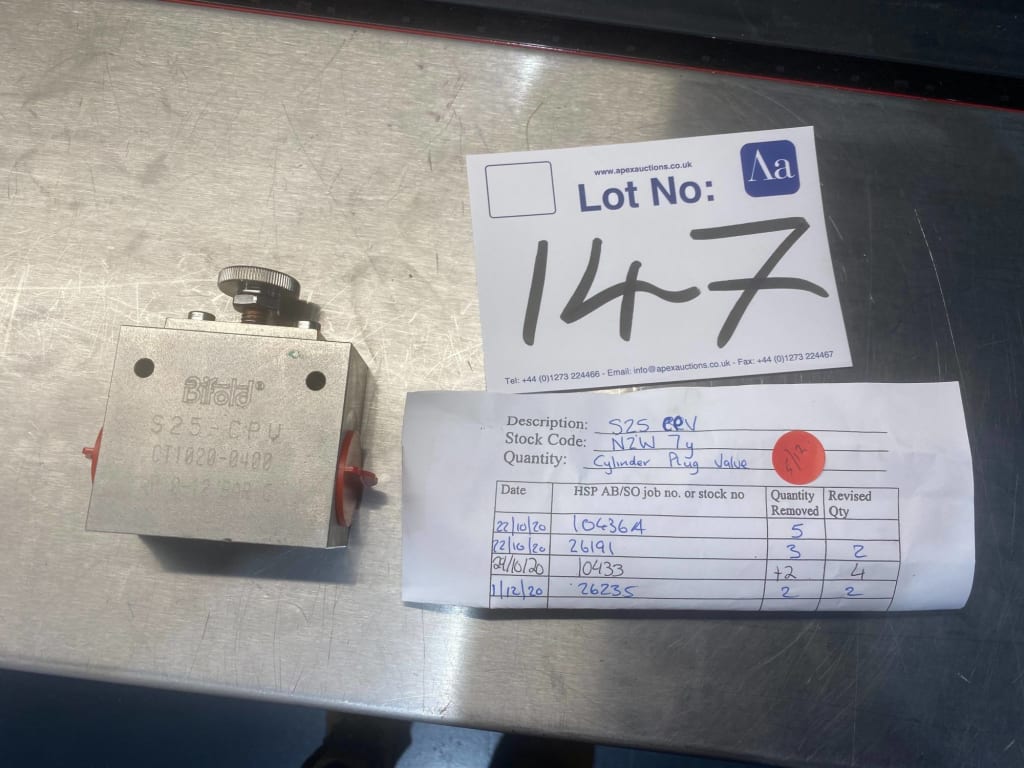 www.apexauctions.co.uk
Λa
Lot No:
147
Tel: +44 (0)1273 224466 - Email: info@apexauctions.co.uk - Fax: +44 (0)1273 224467
Bifold®
S25-CPV
CT1020-0400
Description: S25 CPV
Stock Code: N2W 7y
Quantity: Cylinder Plug Valve
Date HSP AB/SO job no. or stock no Quantity Removed Revised Qty
22/10/20 10436A 5
22/10/20 26191 3 2
29/10/20 10433 +2 4
1/12/20 26235 2 2